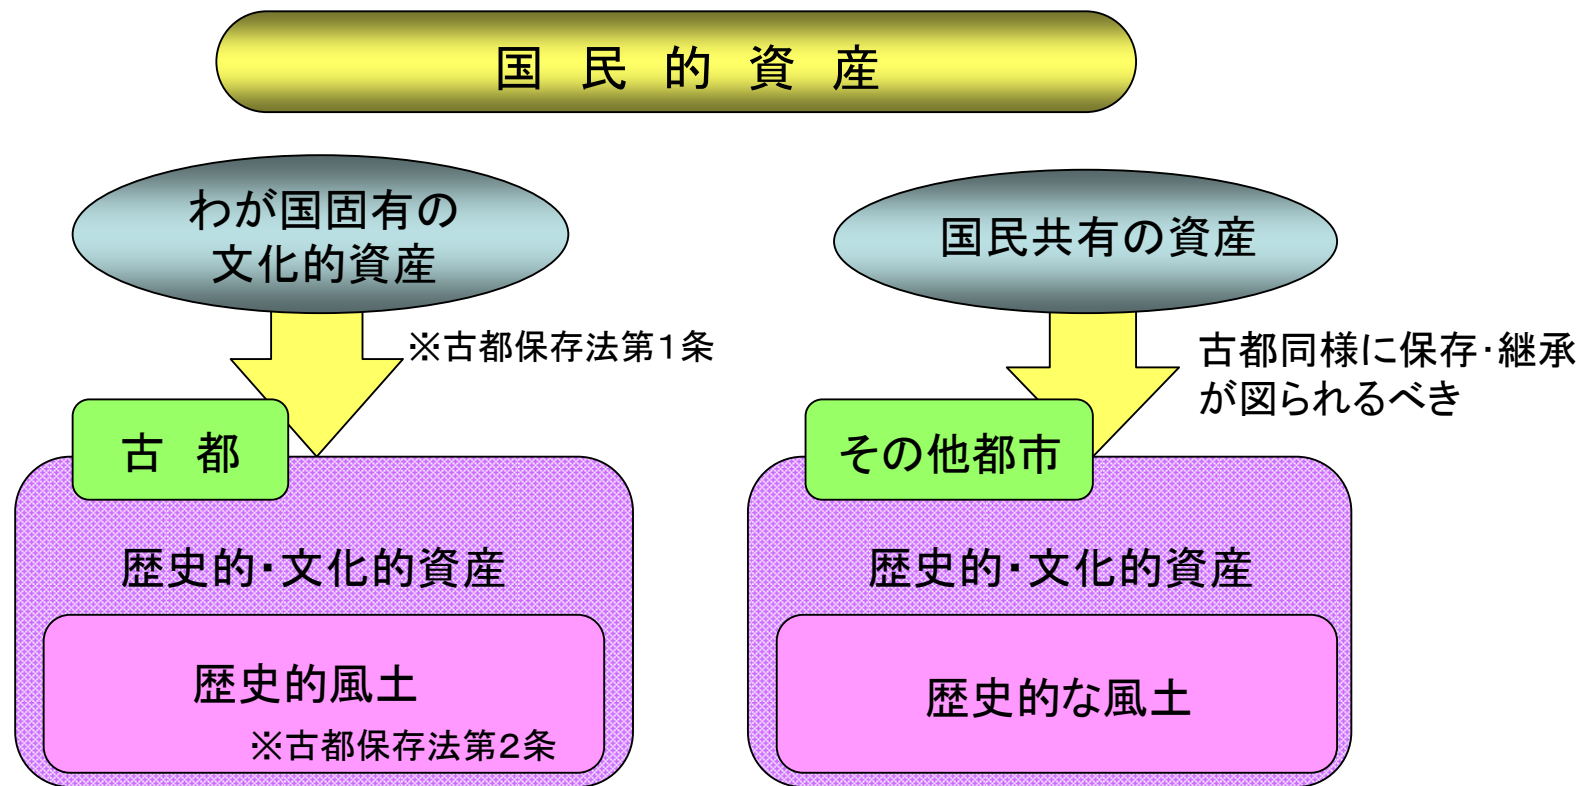 国 民 的 資 産
わが国固有の
文化的資産
※古都保存法第1条
古 都
歴史的・文化的資産
歴史的風土
※古都保存法第2条
国民共有の資産
古都同様に保存・継承
が図られるべき
その他都市
歴史的・文化的資産
歴史的な風土